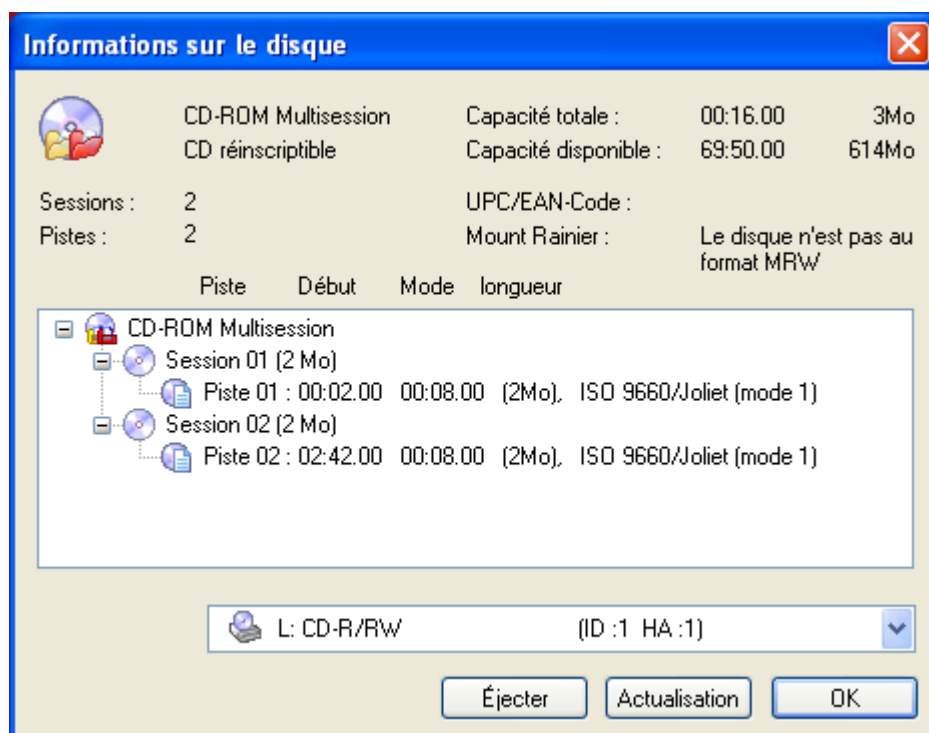 Informations sur le disque
CD-ROM Multisession Capacité totale : 00:16.00 3Mo
CD réinscriptible Capacité disponible : 69:50.00 614Mo
Sessions : 2 UPC/EAN-Code :
Pistes : 2 Mount Rainier : Le disque n'est pas au
format MRW
Piste Début Mode longueur
CD-ROM Multisession
Session 01 (2 Mo)
Piste 01 : 00:02.00 00:08.00 (2Mo), ISO 9660/Joliet (mode 1)
Session 02 (2 Mo)
Piste 02 : 02:42.00 00:08.00 (2Mo), ISO 9660/Joliet (mode 1)
L: CD-R/RW (ID :1 HA :1)
Éjecter Actualisation OK